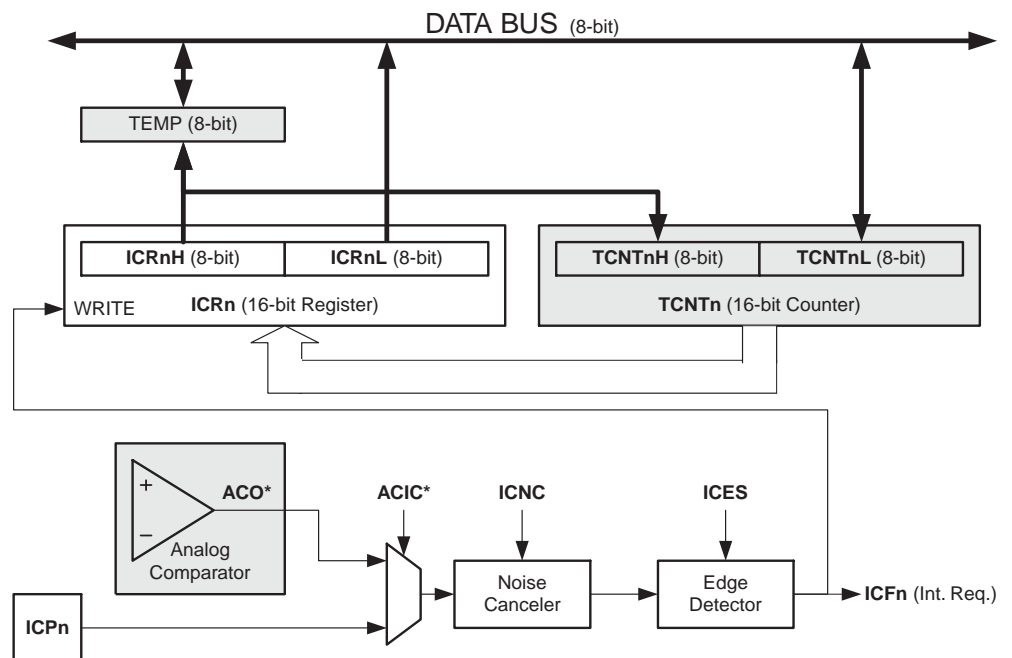 DATA BUS (8-bit)
TEMP (8-bit)
ICRnH (8-bit)
ICRnL (8-bit)
TCNTnH (8-bit)
TCNTnL (8-bit)
WRITE
ICRn (16-bit Register)
TCNTn (16-bit Counter)
+
−
ACO*
Analog
Comparator
ACIC*
ICNC
ICES
Noise
Canceler
Edge
Detector
ICFn (Int. Req.)
ICPn